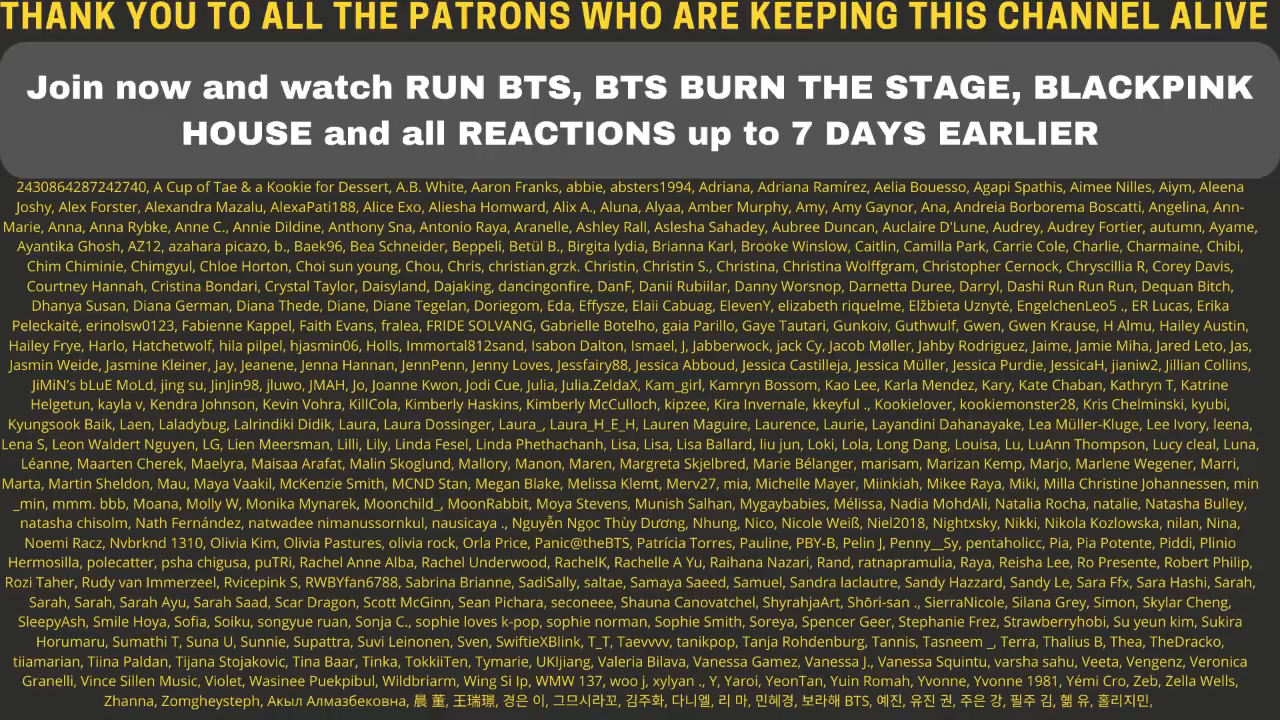 THANK YOU TO ALL THE PATRONS WHO ARE KEEPING THIS CHANNEL ALIVE
Join now and watch RUN BTS, BTS BURN THE STAGE, BLACKPINK
HOUSE and all REACTIONS up to 7 DAYS EARLIER
2430864287242740, A Cup of Tae & a Kookie for Dessert, A.B. White, Aaron Franks, abbie, absters1994, Adriana, Adriana Ramírez, Aelia Bouesso, Agapi Spathis, Aimee Nilles, Aiym, Aleena
Joshy, Alex Forster, Alexandra Mazalu, AlexaPati188, Alice Exo, Aliesha Homward, Alix A., Aluna, Alyaa, Amber Murphy, Amy, Amy Gaynor, Ana, Andreia Borborema Boscatti, Angelina, Ann-
Marie, Anna, Anna Rybke, Anne C., Annie Dildine, Anthony Sna, Antonio Raya, Aranelle, Ashley Rall, Aslesha Sahadey, Aubree Duncan, Auclaire D'Lune, Audrey, Audrey Fortier, autumn, Ayame,
Ayantika Ghosh, AZ12, azahara picazo, b., Baek96, Bea Schneider, Beppeli, Betül B., Birgita lydia, Brianna Karl, Brooke Winslow, Caitlin, Camilla Park, Carrie Cole, Charlie, Charmaine, Chibi,
Chim Chiminie, Chimgyul, Chloe Horton, Choi sun young, Chou, Chris, christian.grzk. Christin, Christin S., Christina, Christina Wolffgram, Christopher Cernock, Chryscillia R, Corey Davis,
Courtney Hannah, Cristina Bondari, Crystal Taylor, Daisyland, Dajaking, dancingonfire, DanF, Danii Rubiilar, Danny Worsnop, Darnetta Duree, Darryl, Dashi Run Run Run, Dequan Bitch,
Dhanya Susan, Diana German, Diana Thede, Diane, Diane Tegelan, Doriegom, Eda, Effysze, Elaii Cabuag, ElevenY, elizabeth riquelme, Elžbieta Uznytė, EngelchenLeo5 ., ER Lucas, Erika
Peleckaitė, erinolsw0123, Fabienne Kappel, Faith Evans, fralea, FRIDE SOLVANG, Gabrielle Botelho, gaia Parillo, Gaye Tautari, Gunkoiv, Guthwulf, Gwen, Gwen Krause, H Almu, Hailey Austin,
Hailey Frye, Harlo, Hatchetwolf, hila pilpel, hjasmin06, Holls, Immortal812sand, Isabon Dalton, Ismael, J, Jabberwock, jack Cy, Jacob Møller, Jahby Rodriguez, Jaime, Jamie Miha, Jared Leto, Jas,
Jasmin Weide, Jasmine Kleiner, Jay, Jeanene, Jenna Hannan, JennPenn, Jenny Loves, Jessfairy88, Jessica Abboud, Jessica Castilleja, Jessica Müller, Jessica Purdie, JessicaH, jianiw2, Jillian Collins,
JiMiN's bLuE MoLd, jing su, JinJin98, jluwo, JMAH, Jo, Joanne Kwon, Jodi Cue, Julia, Julia.ZeldaX, Kam_girl, Kamryn Bossom, Kao Lee, Karla Mendez, Kary, Kate Chaban, Kathryn T, Katrine
Helgetun, kayla v, Kendra Johnson, Kevin Vohra, KillCola, Kimberly Haskins, Kimberly McCulloch, kipzee, Kira Invernale, kkeyful ., Kookielover, kookiemonster28, Kris Chelminski, kyubi,
Kyungsook Baik, Laen, Laladybug, Lalrindiki Didik, Laura, Laura Dossinger, Laura_, Laura_H_E_H, Lauren Maguire, Laurence, Laurie, Layandini Dahanayake, Lea Müller-Kluge, Lee Ivory, leena,
Lena S, Leon Waldert Nguyen, LG, Lien Meersman, Lilli, Lily, Linda Fesel, Linda Phethachanh, Lisa, Lisa, Lisa Ballard, liu jun, Loki, Lola, Long Dang, Louisa, Lu, LuAnn Thompson, Lucy cleal, Luna,
Léanne, Maarten Cherek, Maelyra, Maisaa Arafat, Malin Skoglund, Mallory, Manon, Maren, Margreta Skjelbred, Marie Bélanger, marisam, Marizan Kemp, Marjo, Marlene Wegener, Marri,
Marta, Martin Sheldon, Mau, Maya Vaakil, McKenzie Smith, MCND Stan, Megan Blake, Melissa Klemt, Merv27, mia, Michelle Mayer, Miinkiah, Mikee Raya, Miki, Milla Christine Johannessen, min
_min, mmm. bbb, Moana, Molly W, Monika Mynarek, Moonchild_, MoonRabbit, Moya Stevens, Munish Salhan, Mygaybabies, Mélissa, Nadia MohdAli, Natalia Rocha, natalie, Natasha Bulley,
natasha chisolm, Nath Fernández, natwadee nimanussornkul, nausicaya ., Nguyễn Ngọc Thùy Dương, Nhung, Nico, Nicole Weiß, Niel2018, Nightxsky, Nikki, Nikola Kozlowska, nilan, Nina,
Noemi Racz, Nvbrknd 1310, Olivia Kim, Olivia Pastures, olivia rock, Orla Price, Panic@theBTS, Patrícia Torres, Pauline, PBY-B, Pelin J, Penny__Sy, pentaholicc, Pia, Pia Potente, Piddi, Plinio
Hermosilla, polecatter, psha chigusa, puTRi, Rachel Anne Alba, Rachel Underwood, RachelK, Rachelle A Yu, Raihana Nazari, Rand, ratnapramulia, Raya, Reisha Lee, Ro Presente, Robert Philip,
Rozi Taher, Rudy van Immerzeel, Rvicepink S, RWBYfan6788, Sabrina Brianne, SadiSally, saltae, Samaya Saeed, Samuel, Sandra Iaclautre, Sandy Hazzard, Sandy Le, Sara Ffx, Sara Hashi, Sarah,
Sarah, Sarah, Sarah Ayu, Sarah Saad, Scar Dragon, Scott McGinn, Sean Pichara, seconeee, Shauna Canovatchel, ShyrahjaArt, Shōri-san ., SierraNicole, Silana Grey, Simon, Skylar Cheng,
SleepyAsh, Smile Hoya, Sofia, Soiku, songyue ruan, Sonja C., sophie loves k-pop, sophie norman, Sophie Smith, Soreya, Spencer Geer, Stephanie Frez, Strawberryhobi, Su yeun kim, Sukira
Horumaru, Sumathi T, Suna U, Sunnie, Supattra, Suvi Leinonen, Sven, SwiftieXBlink, T_T, Taevvvv, tanikpop, Tanja Rohdenburg, Tannis, Tasneem _, Terra, Thalius B, Thea, TheDracko,
tiiamarian, Tiina Paldan, Tijana Stojakovic, Tina Baar, Tinka, TokkiiTen, Tymarie, UKIjiang, Valeria Bilava, Vanessa Gamez, Vanessa J., Vanessa Squintu, varsha sahu, Veeta, Vengenz, Veronica
Granelli, Vince Sillen Music, Violet, Wasinee Puekpibul, Wildbriarm, Wing Si Ip, WMW 137, woo j, xylyan ., Y, Yaroi, YeonTan, Yuin Romah, Yvonne, Yvonne 1981, Yémi Cro, Zeb, Zella Wells,
Zhanna, Zomgheysteph, Акыл Алмазбековна, 晨 董, 王瑞璟, 경은 이, 그므시라꼬, 김주화, 다니엘, 리 마, 민혜경, 보라해 BTS, 예진, 유진 권, 주은 강, 필주 김, 혦 유, 홀리지민,